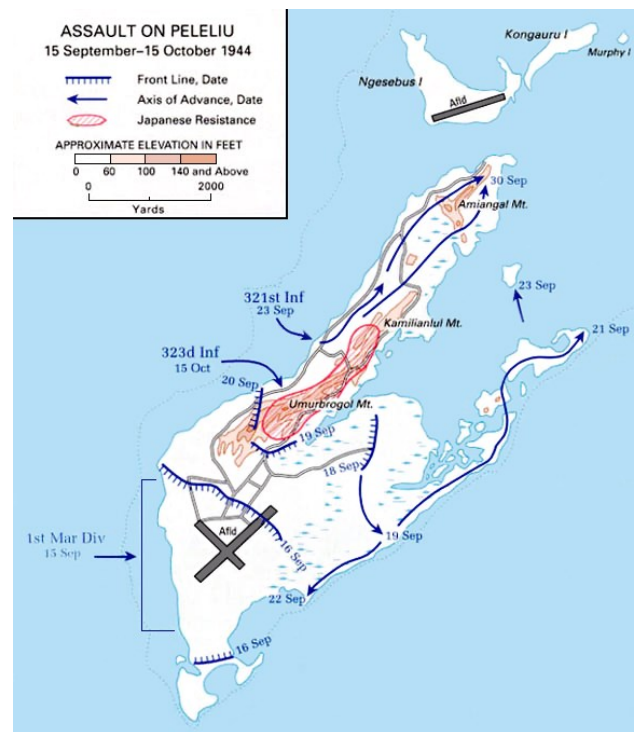 ASSAULT ON PELELIU
15 September–15 October 1944
Front Line, Date
Axis of Advance, Date
Japanese Resistance
APPROXIMATE ELEVATION IN FEET
0 60 100 140 and Above
0 2000
Yards
Kongauru I
Murphy I
Ngesebus I
Afld
30 Sep
Amiangal Mt.
321st Inf
23 Sep
23 Sep
Kamilianlul Mt.
21 Sep
323d Inf
15 Oct
20 Sep
Umurbrogol Mt.
19 Sep
18 Sep
1st Mar Div
15 Sep
Afld
16 Sep
19 Sep
22 Sep
16 Sep